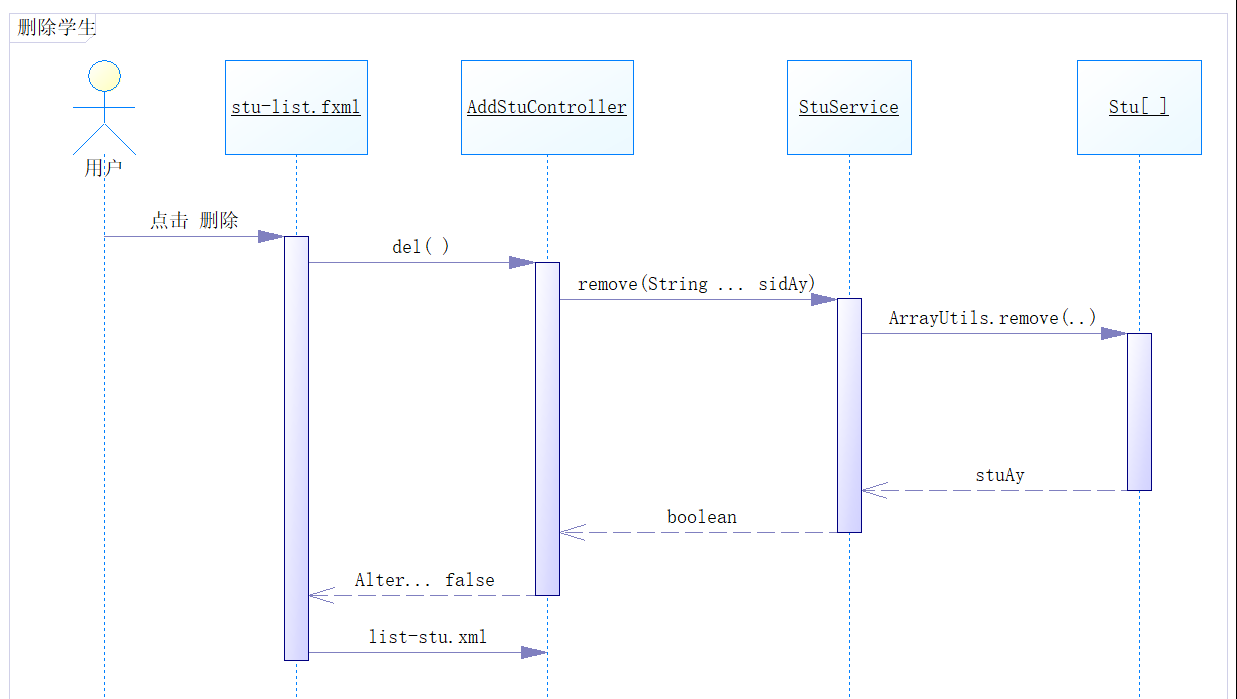 删除学生
用户
stu-list.fxml
AddStuController
StuService
Stu[ ]
点击 删除
del( )
remove(String ... sidAy)
ArrayUtils.remove(..)
stuAy
boolean
Alter... false
list-stu.xml